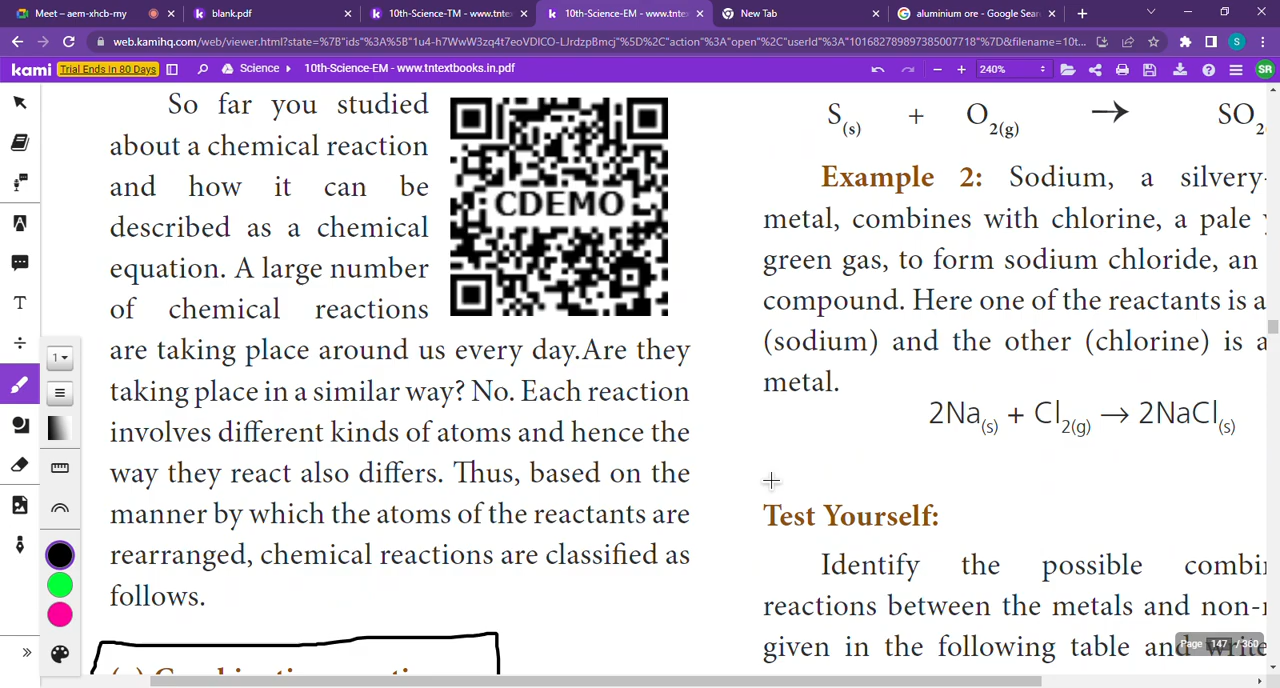 Meet – aem-xhcb-my
blank.pdf
10th-Science-TM - www.tntex
10th-Science-EM - www.tntex
New Tab
aluminium ore - Google Sear
web.kamihq.com/web/viewer.html?state=%7B"ids"%3A%5B"1u4-h7WwW3zq4t7eoVDICO-LJrdzpBmcj"%5D%2C"action"%3A"open"%2C"userId"%3A"101682789897385007718"%7D&filename=10t...
S
kami
Trial Ends In 80 Days
Science
10th-Science-EM - www.tntextbooks.in.pdf
240%
SR
So far you studied
about a chemical reaction
and how it can be
described as a chemical
equation. A large number
of chemical reactions
are taking place around us every day.Are they
taking place in a similar way? No. Each reaction
involves different kinds of atoms and hence the
way they react also differs. Thus, based on the
manner by which the atoms of the reactants are
rearranged, chemical reactions are classified as
follows.
CDEMO
S(s) + O2(g) → SO2
Example 2: Sodium, a silvery-
metal, combines with chlorine, a pale
green gas, to form sodium chloride, an
compound. Here one of the reactants is a
(sodium) and the other (chlorine) is a
metal.
2Na(s) + Cl2(g) → 2NaCl(s)
Test Yourself:
Identify the possible combi
reactions between the metals and non-
given in the following table and write
Page 147 / 360
1
T